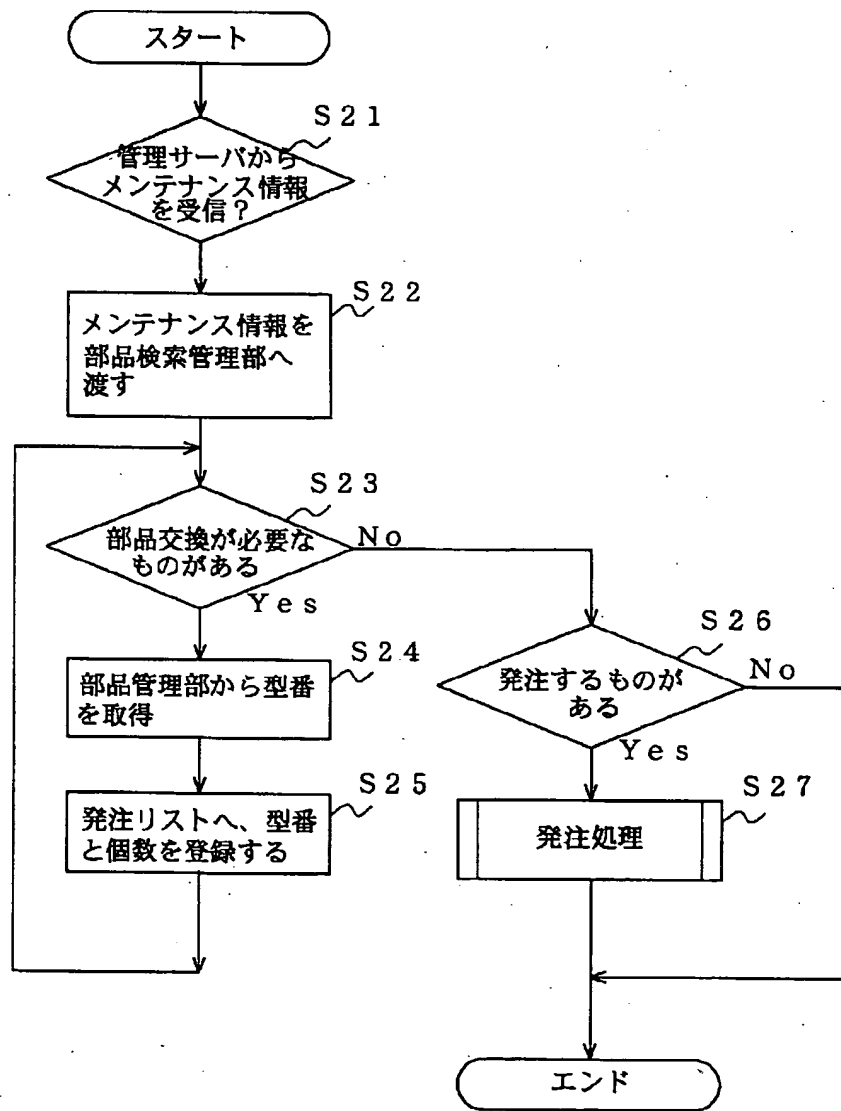 スタート
S21
管理サーバから
メンテナンス情報
を受信？
S22
メンテナンス情報を
部品検索管理部へ
渡す
S23
部品交換が必要な
ものがある
No
Yes
S24
部品管理部から型番
を取得
S25
発注リストへ、型番
と個数を登録する
S26
発注するものが
ある
No
Yes
S27
発注処理
エンド